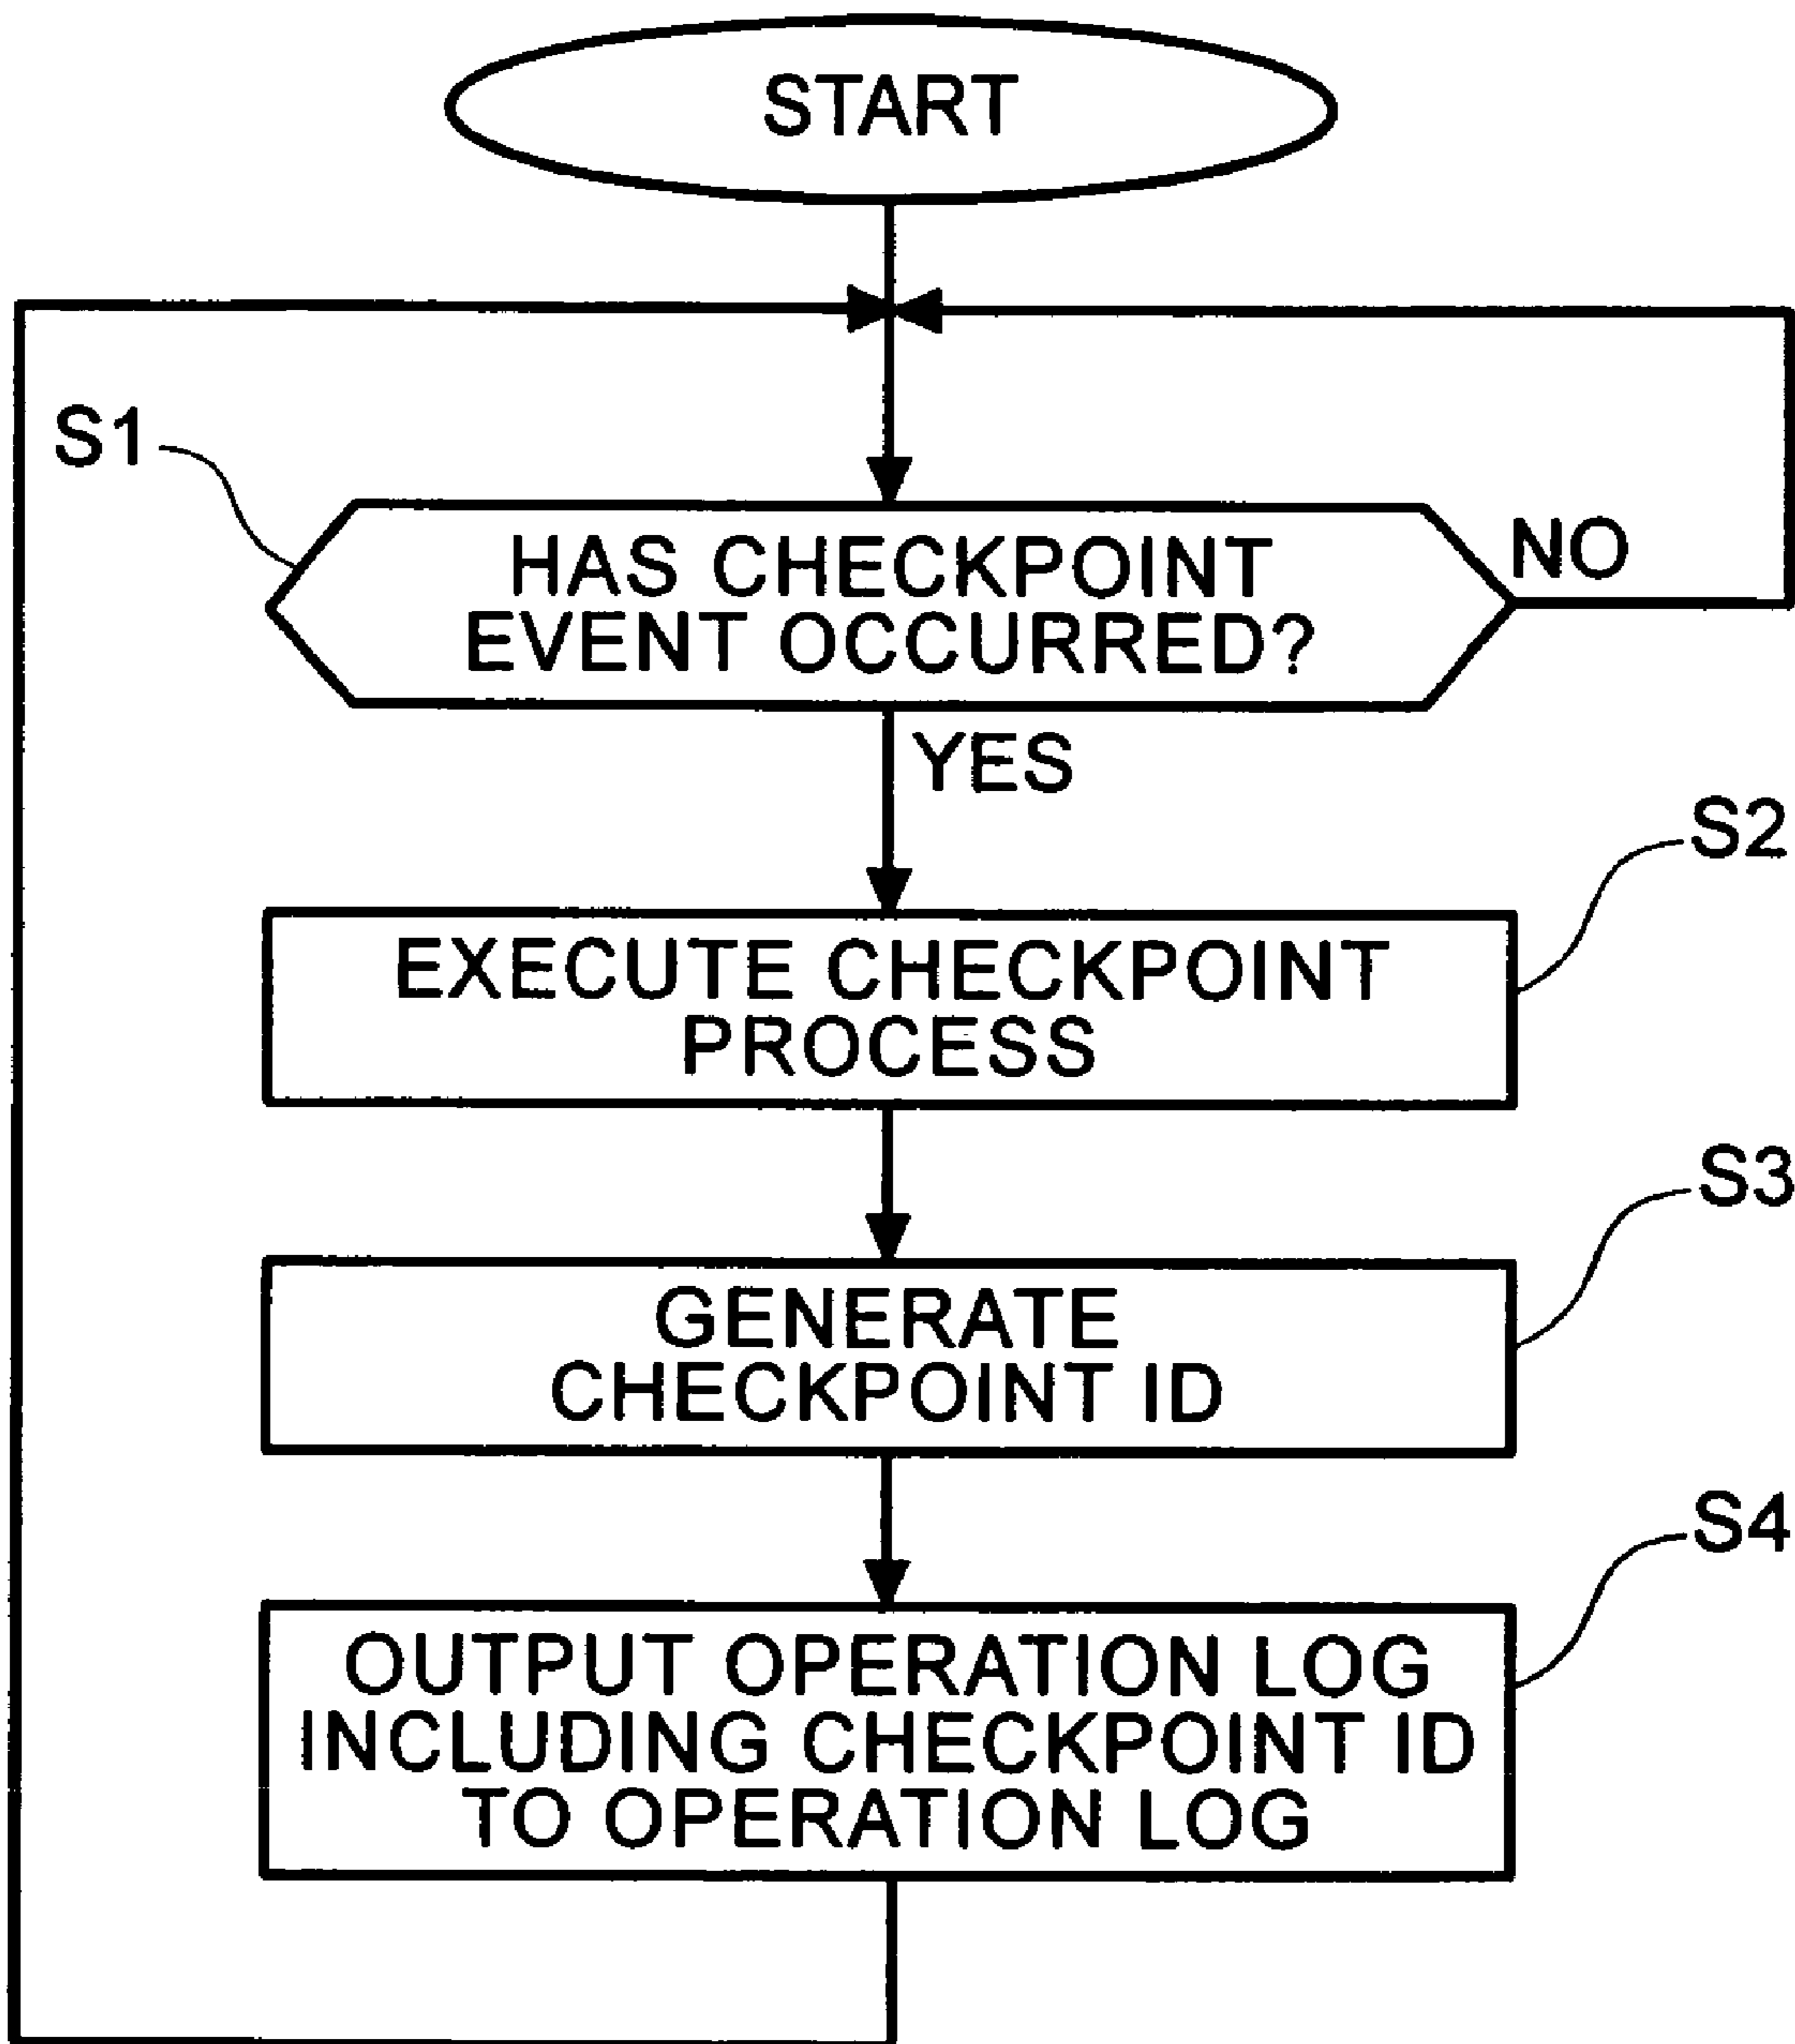 START
S1
HAS CHECKPOINT
EVENT OCCURRED?
NO
YES
S2
EXECUTE CHECKPOINT
PROCESS
S3
GENERATE
CHECKPOINT ID
S4
OUTPUT OPERATION LOG
INCLUDING CHECKPOINT ID
TO OPERATION LOG